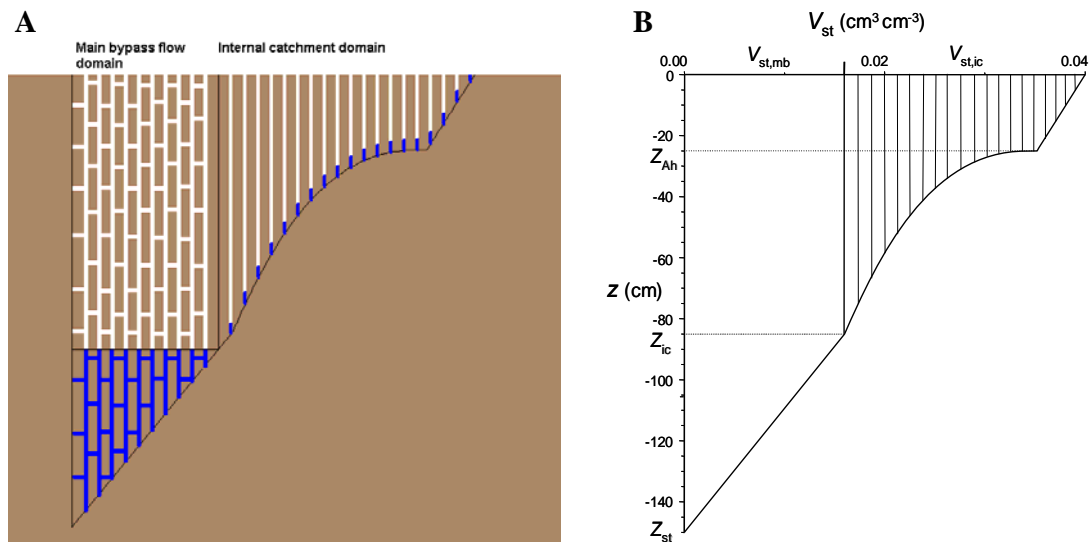 A
Main bypass flow
domain
Internal catchment domain
B
Vst (cm³ cm⁻³)
Vst,mb
Vst,ic
0.00
0.02
0.04
0
-20
ZAh
-40
-60
z (cm)
-80
Zic
-100
-120
-140
Zst